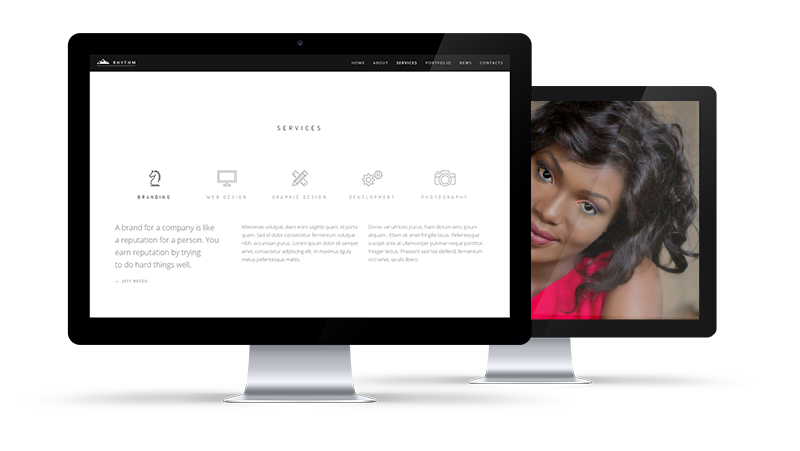 RHYTHM
HOME ABOUT SERVICES PORTFOLIO NEWS CONTACTS
SERVICES
BRANDING WEB DESIGN GRAPHIC DESIGN DEVELOPMENT PHOTOGRAPHY
A brand for a company is like
a reputation for a person. You
earn reputation by trying
to do hard things well.
— JEFF BEZOS
Maecenas volutpat, diam enim sagittis quam, id porta
quam. Sed id dolor consectetur fermentum volutpat
nibh, accumsan purus. Lorem ipsum dolor sit semper
amet, consectetur adipiscing elit. In maximus ligula
metus pellentesque mattis.
Donec vel ultricies purus. Nam dictum sem, ipsum
aliquam . Etiam sit amet fringilla lacus. Pellentesque
suscipit ante at ullamcorper pulvinar neque porttitor.
Integer lectus. Praesent sed nisi eleifend, fermentum
orci amet, iaculis libero.